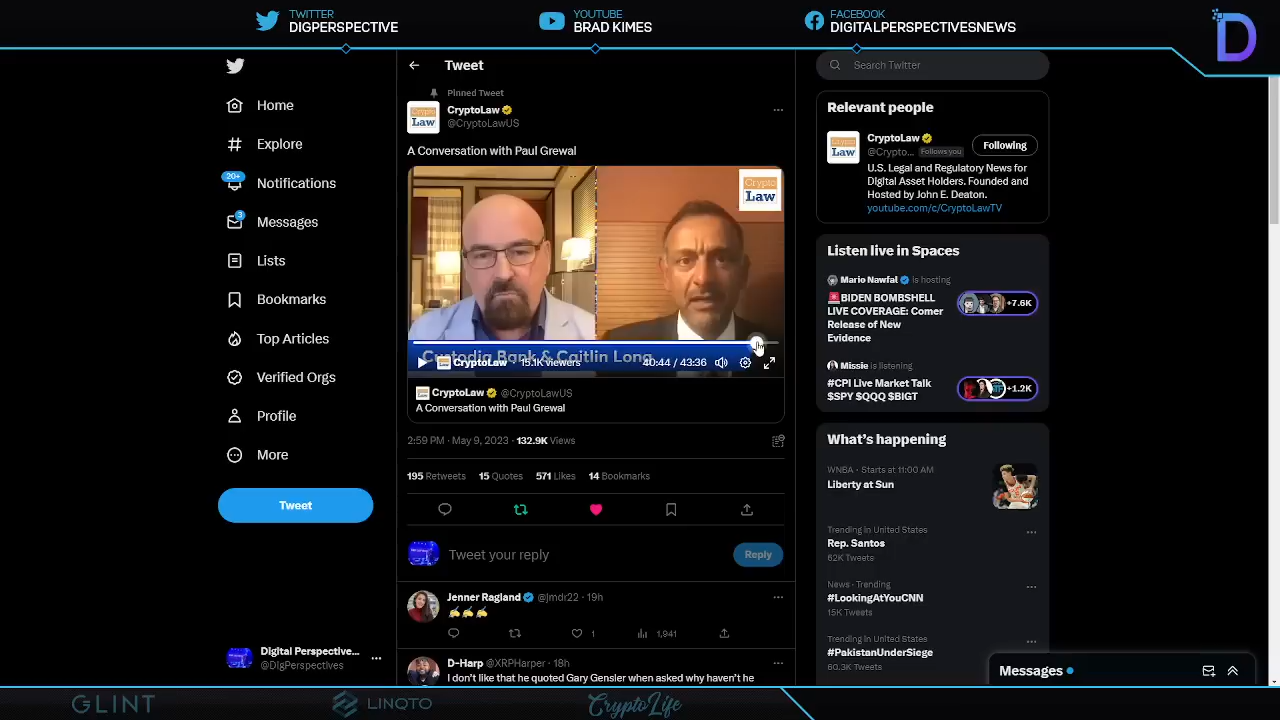 TWITTER
DIGPERSPECTIVE
YOUTUBE
BRAD KIMES
FACEBOOK
DIGITALPERSPECTIVESNEWS
Home
Explore
20+
Notifications
3
Messages
Lists
Bookmarks
Top Articles
Verified Orgs
Profile
More
Tweet
Digital Perspective...
@DIgPerspectives
Tweet
Pinned Tweet
CryptoLaw
@CryptoLawUS
A Conversation with Paul Grewal
Crypto
Law
Custodia Bank & Caitlin Long
CryptoLaw · 15.1K viewers
40:44 / 43:36
CryptoLaw @CryptoLawUS
A Conversation with Paul Grewal
2:59 PM · May 9, 2023 · 132.9K Views
195 Retweets 15 Quotes 571 Likes 14 Bookmarks
Tweet your reply
Reply
Jenner Ragland @jmdr22 · 19h
✍✍✍
1
1,941
D-Harp @XRPHarper · 18h
I don't like that he quoted Gary Gensler when asked why haven't he
Search Twitter
Relevant people
CryptoLaw
@Crypto... Follows you
Following
U.S. Legal and Regulatory News for
Digital Asset Holders. Founded and
Hosted by John E. Deaton.
youtube.com/c/CryptoLawTV
Listen live in Spaces
Mario Nawfal is hosting
🚨BIDEN BOMBSHELL
LIVE COVERAGE: Comer
Release of New
Evidence
+7.6K
Missie is listening
#CPI Live Market Talk
$SPY $QQQ $BIGT
+1.2K
What's happening
WNBA · Starts at 11:00 AM
Liberty at Sun
Trending in United States
Rep. Santos
62K Tweets
News · Trending
#LookingAtYouCNN
15K Tweets
Trending in United States
#PakistanUnderSiege
60.3K Tweets
Messages
GLINT
LINQTO
CryptoLife